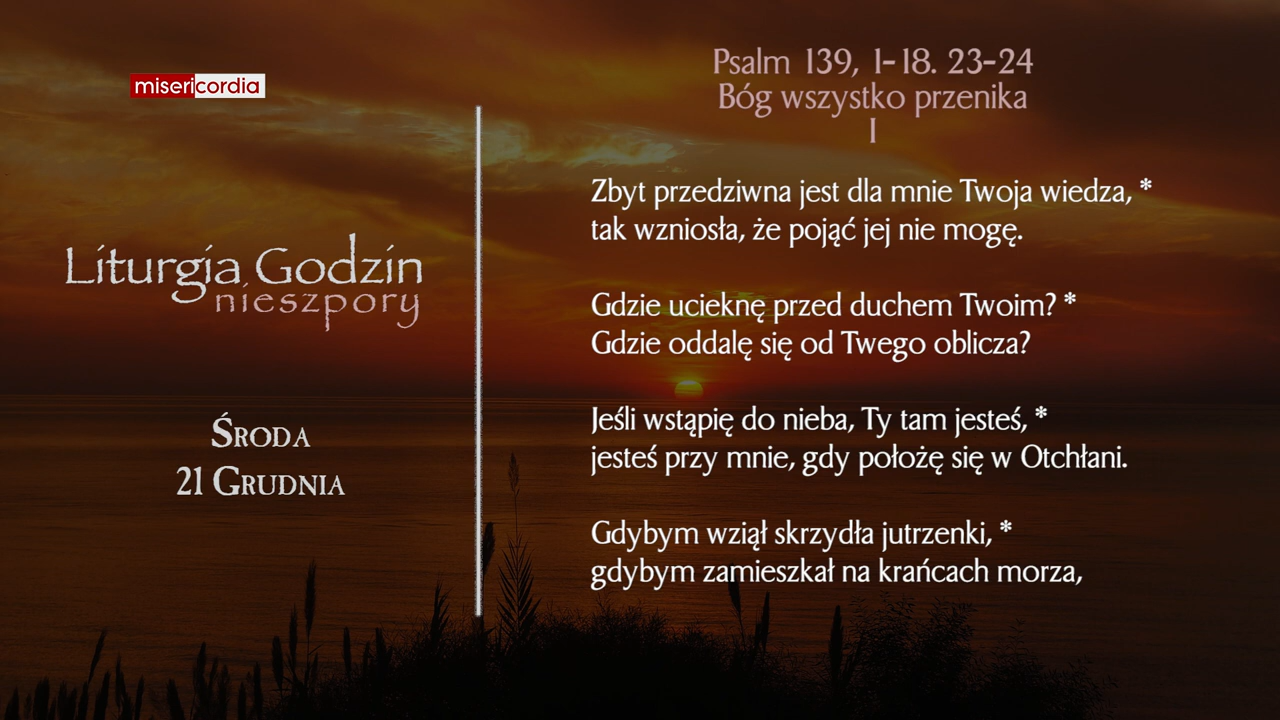 misericordia
Liturgia Godzin
nieszpory
Środa
21 Grudnia
Psalm 139, 1-18. 23-24
Bóg wszystko przenika
I
Zbyt przedziwna jest dla mnie Twoja wiedza, *
tak wzniosła, że pojąć jej nie mogę.
Gdzie ucieknę przed duchem Twoim? *
Gdzie oddalę się od Twego oblicza?
Jeśli wstąpię do nieba, Ty tam jesteś, *
jesteś przy mnie, gdy położę się w Otchłani.
Gdybym wziął skrzydła jutrzenki, *
gdybym zamieszkał na krańcach morza,